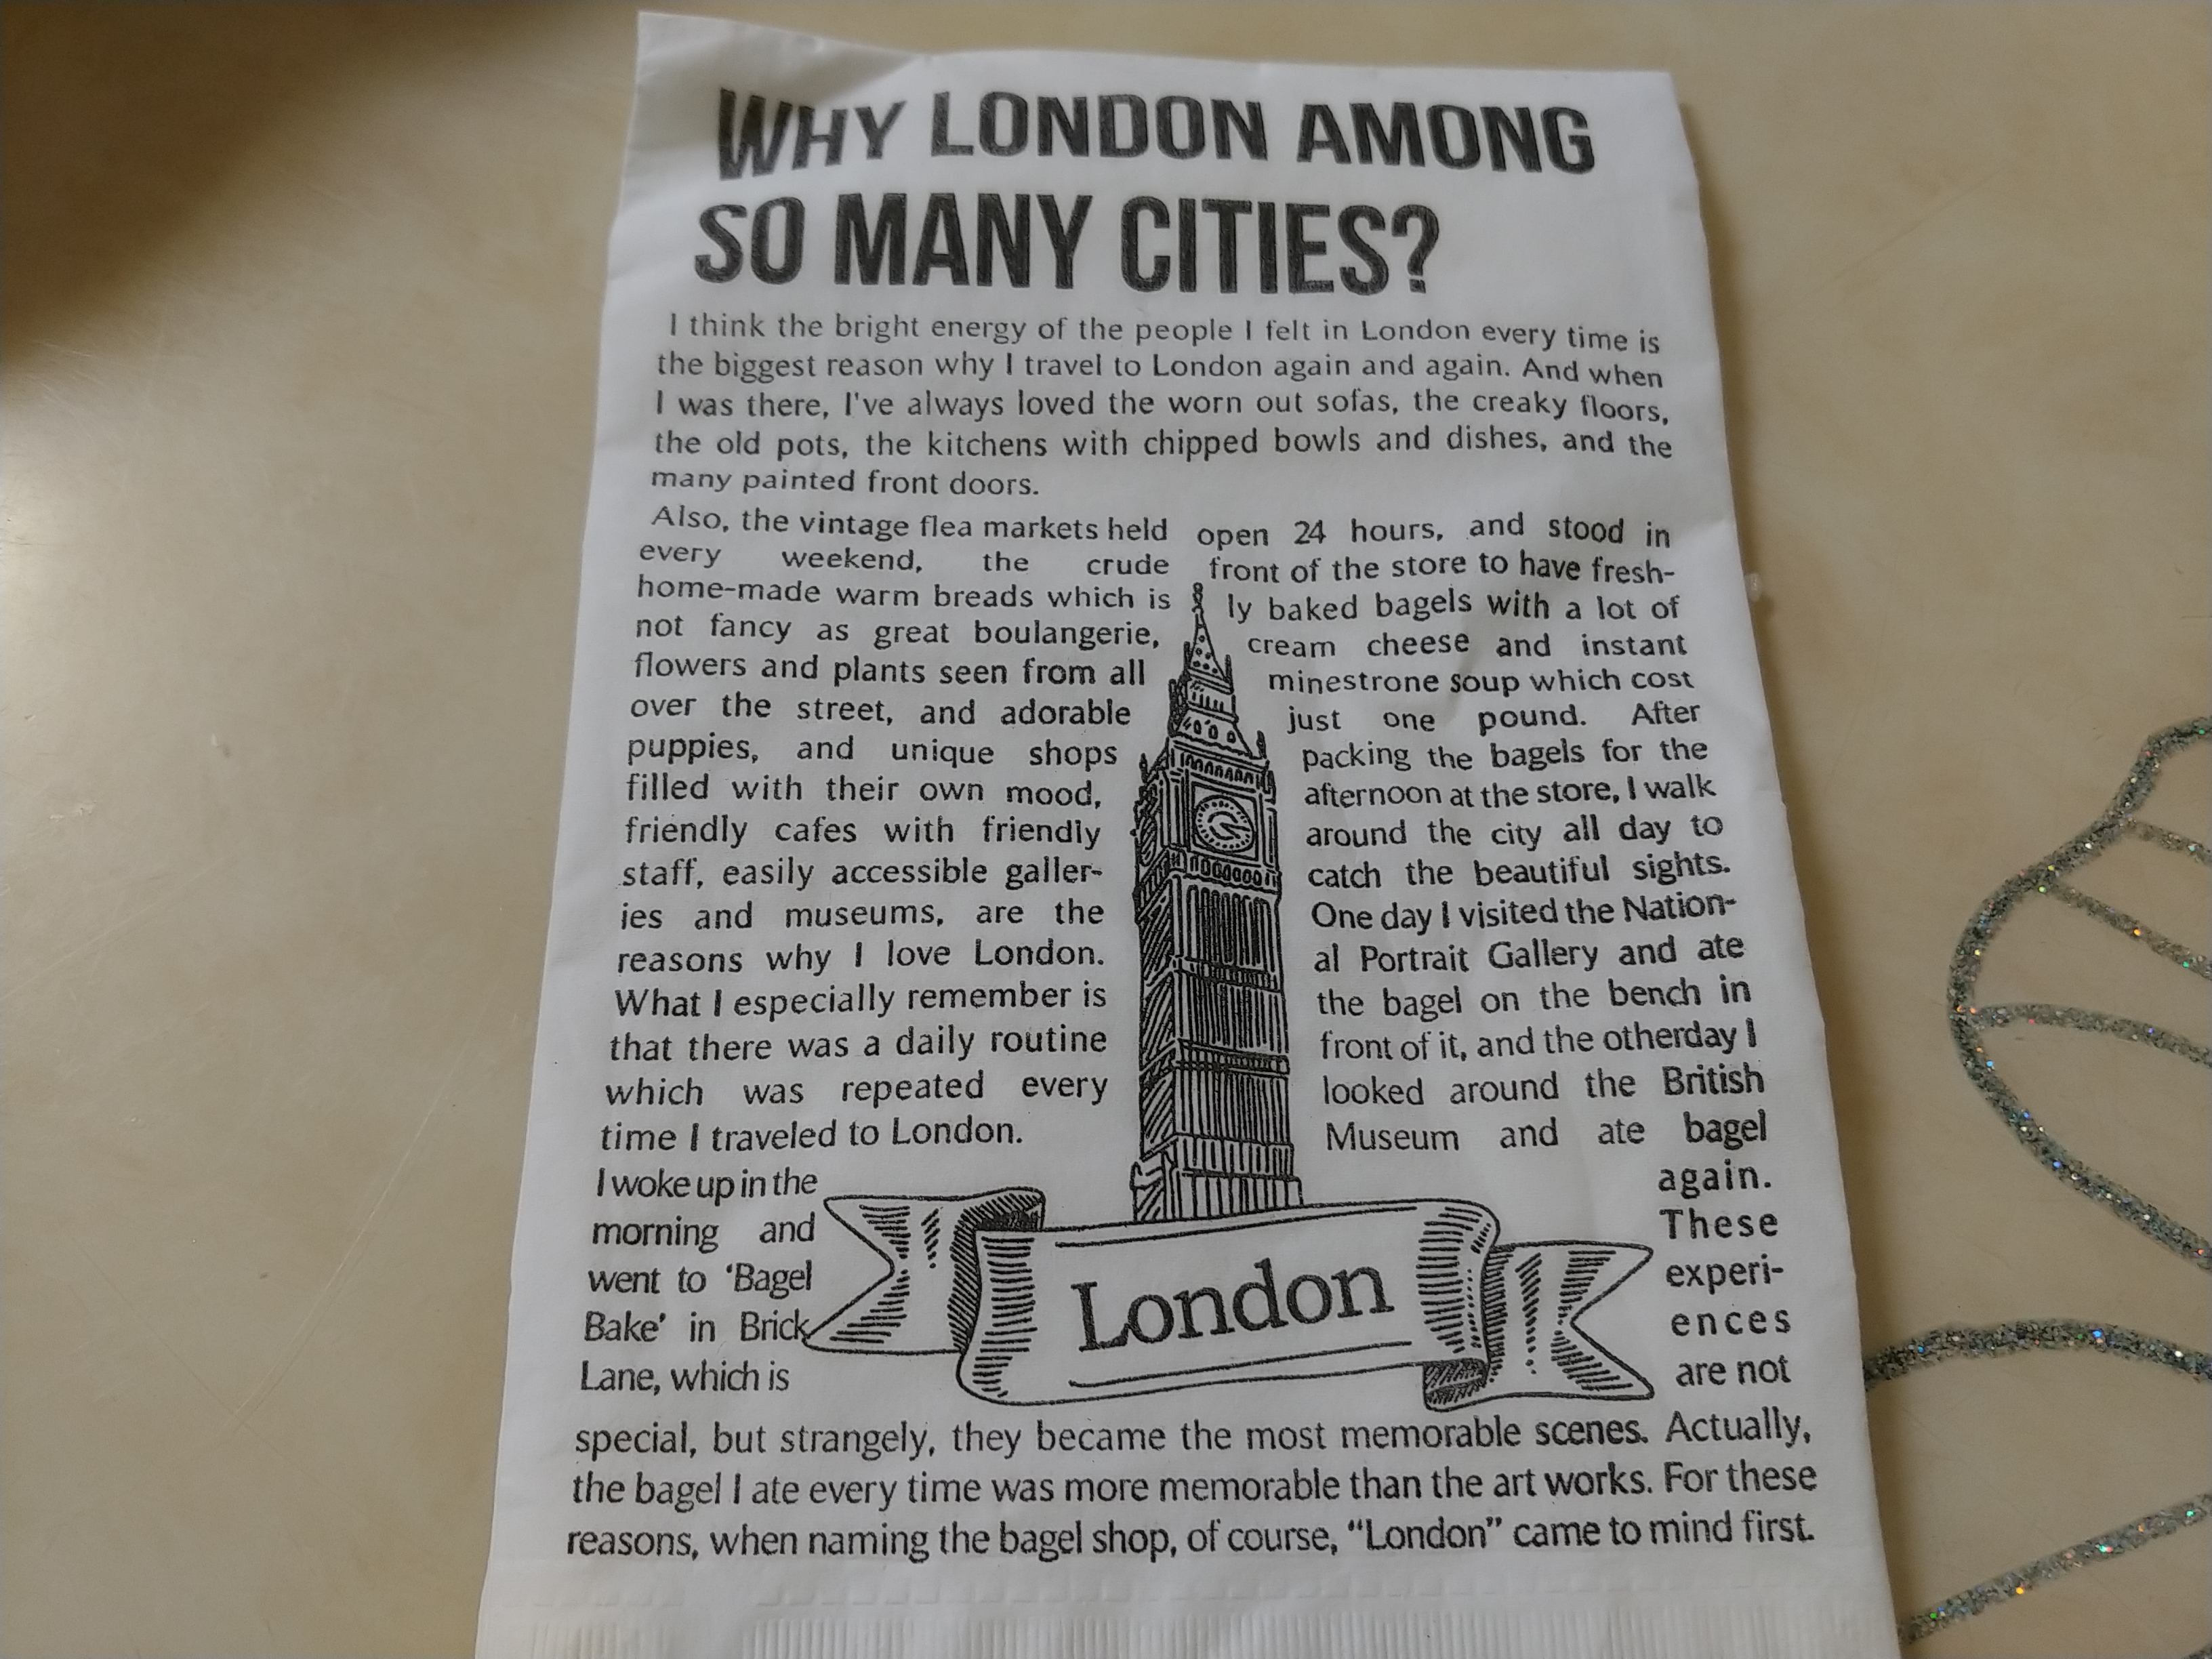 WHY LONDON AMONG
SO MANY CITIES?
I think the bright energy of the people I felt in London every time is
the biggest reason why I travel to London again and again. And when
I was there, I've always loved the worn out sofas, the creaky floors,
the old pots, the kitchens with chipped bowls and dishes, and the
many painted front doors.
Also, the vintage flea markets held
every weekend, the crude
home-made warm breads which is
not fancy as great boulangerie,
flowers and plants seen from all
over the street, and adorable
puppies, and unique shops
filled with their own mood,
friendly cafes with friendly
staff, easily accessible galler-
ies and museums, are the
reasons why I love London.
What I especially remember is
that there was a daily routine
which was repeated every
time I traveled to London.
I woke up in the
morning and
went to ‘Bagel
Bake’ in Brick
Lane, which is
open 24 hours, and stood in
front of the store to have fresh-
ly baked bagels with a lot of
cream cheese and instant
minestrone soup which cost
just one pound. After
packing the bagels for the
afternoon at the store, I walk
around the city all day to
catch the beautiful sights.
One day I visited the Nation-
al Portrait Gallery and ate
the bagel on the bench in
front of it, and the otherday I
looked around the British
Museum and ate bagel
again.
These
experi-
ences
are not
London
special, but strangely, they became the most memorable scenes. Actually,
the bagel I ate every time was more memorable than the art works. For these
reasons, when naming the bagel shop, of course, “London” came to mind first.